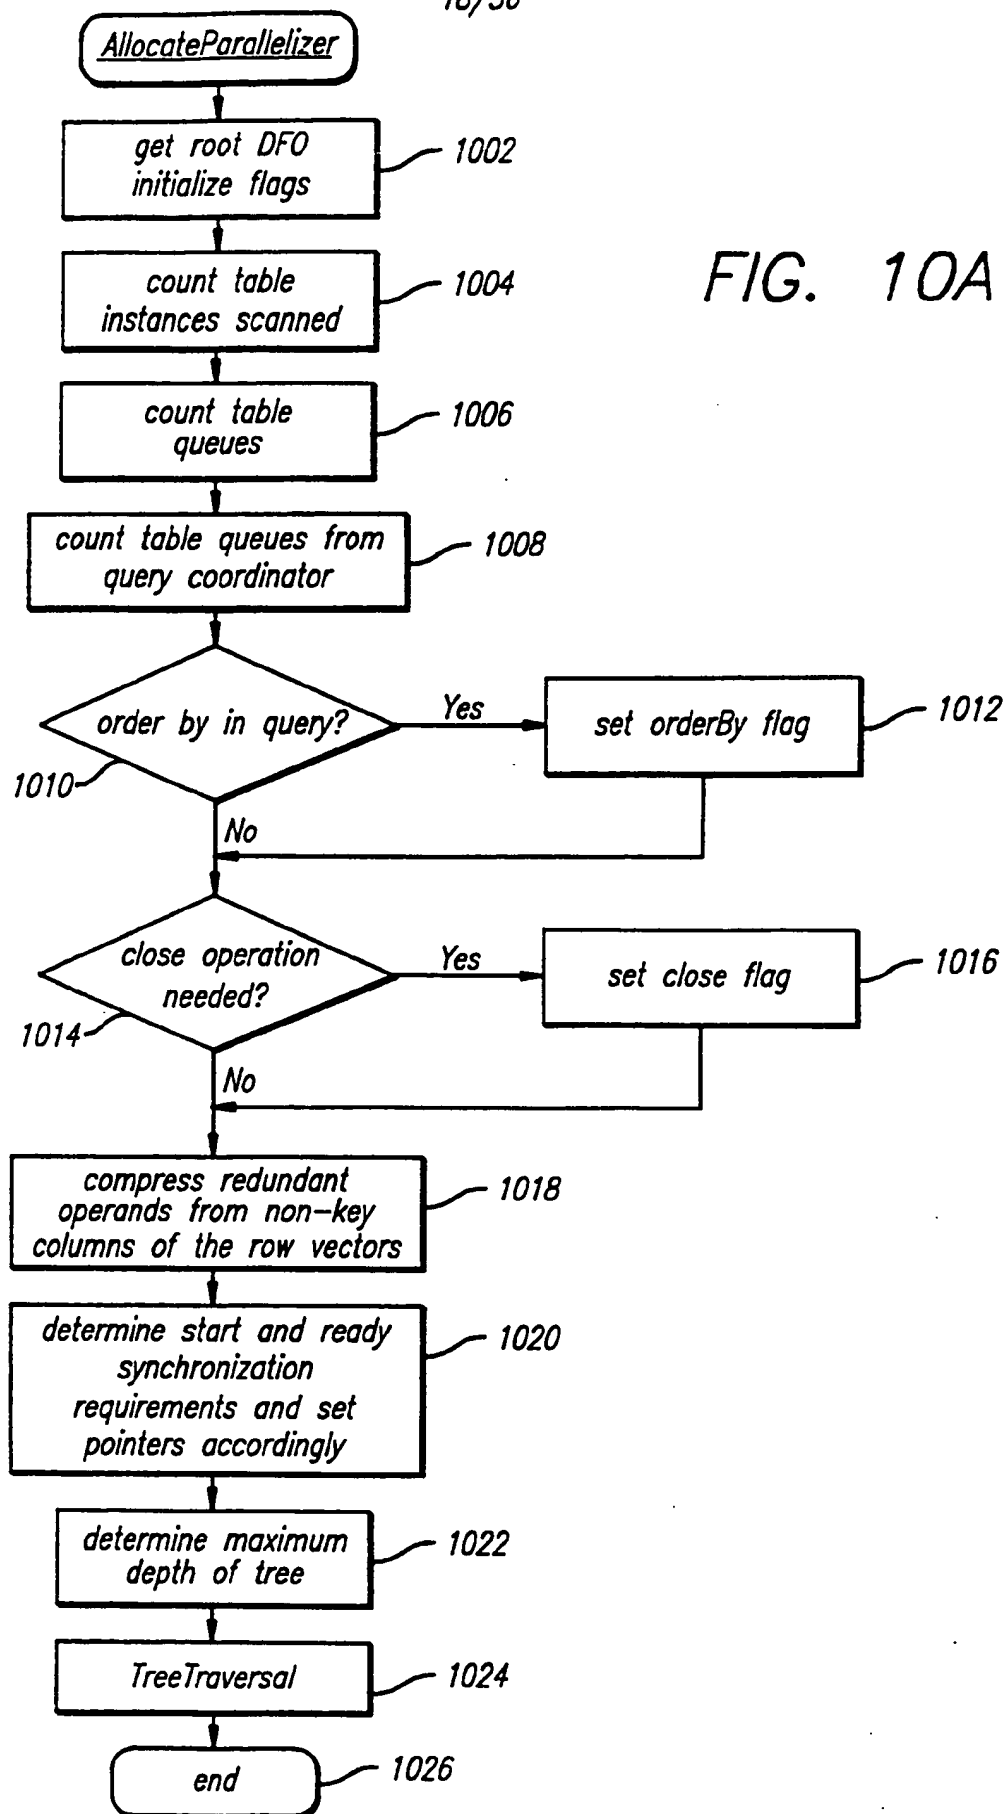 AllocateParallelizer
get root DFO
initialize flags
1002
FIG. 10A
count table
instances scanned
1004
count table
queues
1006
count table queues from
query coordinator
1008
order by in query?
1010
Yes
set orderBy flag
1012
No
close operation
needed?
1014
Yes
set close flag
1016
No
compress redundant
operands from non-key
columns of the row vectors
1018
determine start and ready
synchronization
requirements and set
pointers accordingly
1020
determine maximum
depth of tree
1022
TreeTraversal
1024
end
1026